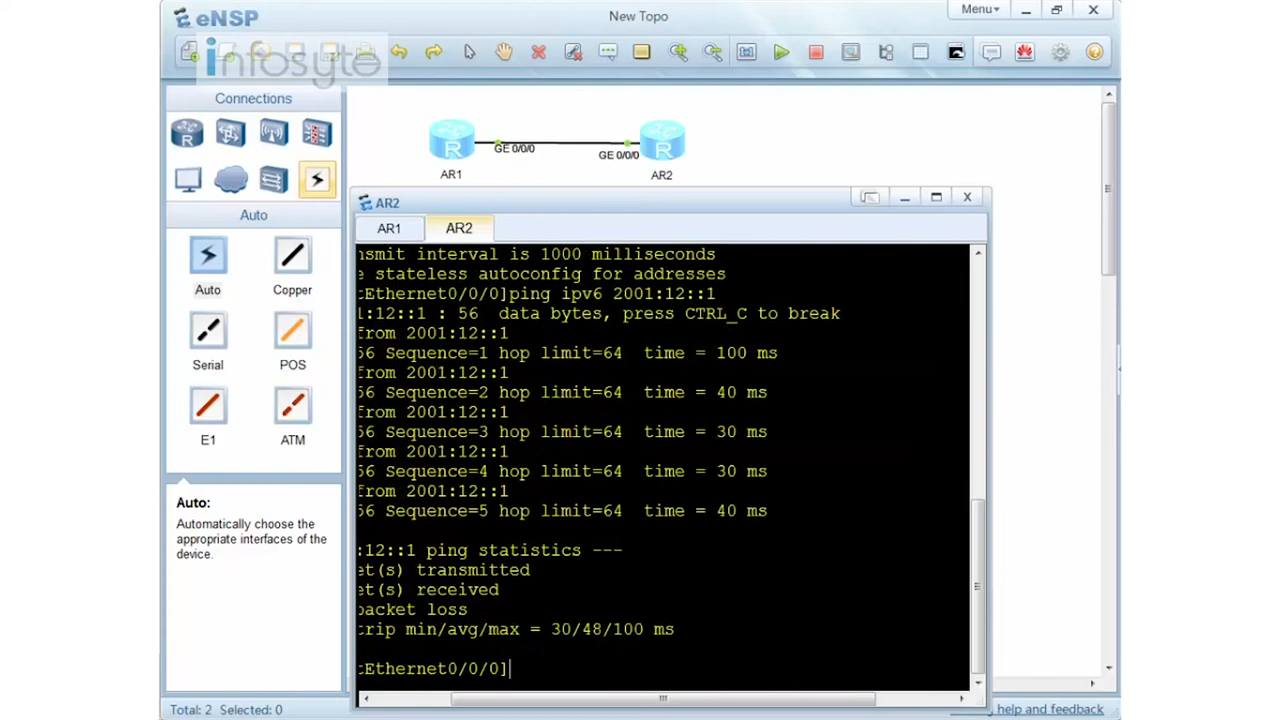 eNSP
New Topo
Menu
infosyte
Connections
GE 0/0/0
GE 0/0/0
AR1
AR2
Auto
Auto
Copper
Serial
POS
E1
ATM
Auto:
Automatically choose the
appropriate interfaces of the
device.
AR2
AR1
AR2
nsmit interval is 1000 milliseconds
e stateless autoconfig for addresses
tEthernet0/0/0]ping ipv6 2001:12::1
1:12::1 : 56 data bytes, press CTRL_C to break
from 2001:12::1
56 Sequence=1 hop limit=64 time = 100 ms
from 2001:12::1
56 Sequence=2 hop limit=64 time = 40 ms
from 2001:12::1
56 Sequence=3 hop limit=64 time = 30 ms
from 2001:12::1
56 Sequence=4 hop limit=64 time = 30 ms
from 2001:12::1
56 Sequence=5 hop limit=64 time = 40 ms
:12::1 ping statistics ---
et(s) transmitted
et(s) received
packet loss
trip min/avg/max = 30/48/100 ms
tEthernet0/0/0]
Total: 2 Selected: 0
help and feedback